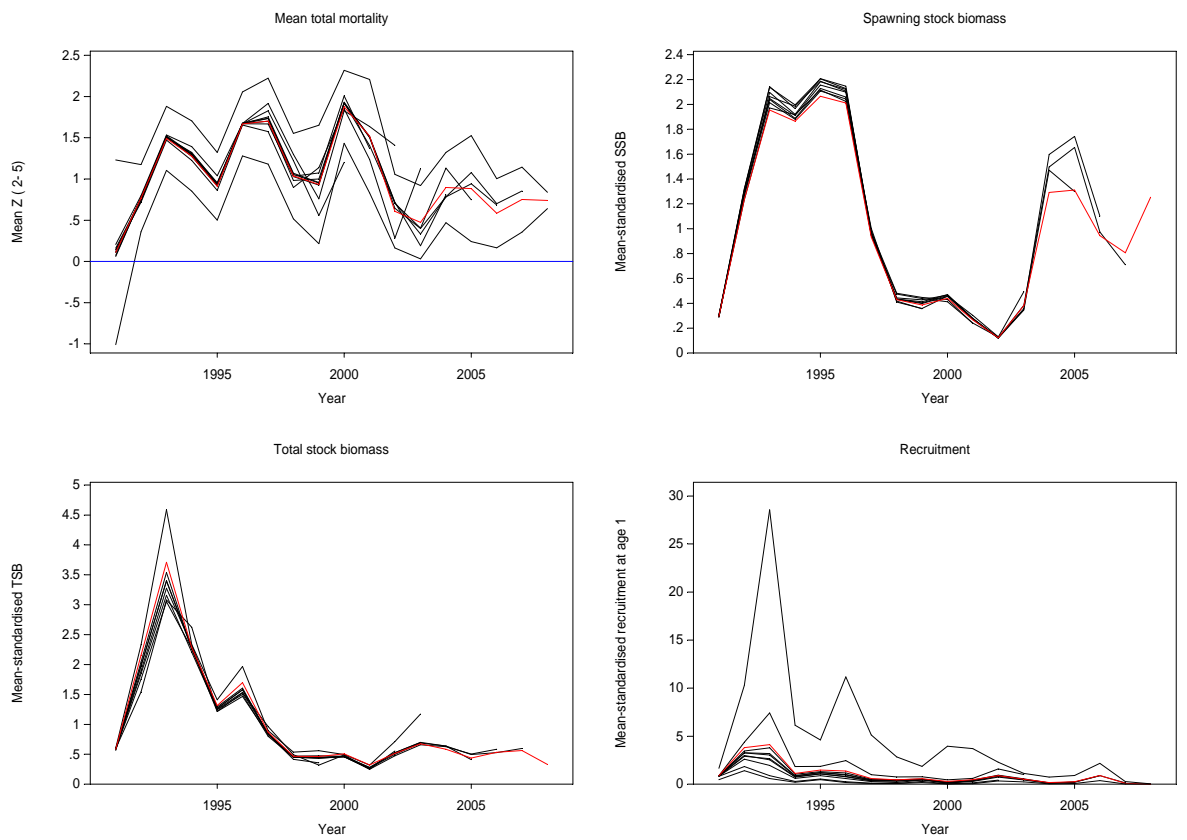 Mean total mortality
2.5
2
1.5
1
.5
0
-.5
-1
Mean Z ( 2- 5)
1995 2000 2005
Year
Spawning stock biomass
2.4
2.2
2.0
1.8
1.6
1.4
1.2
1
.8
.6
.4
.2
0
Mean-standardised SSB
1995 2000 2005
Year
Total stock biomass
5
4.5
4
3.5
3
2.5
2
1.5
1
.5
0
Mean-standardised TSB
1995 2000 2005
Year
Recruitment
30
25
20
15
10
5
0
Mean-standardised recruitment at age 1
1995 2000 2005
Year